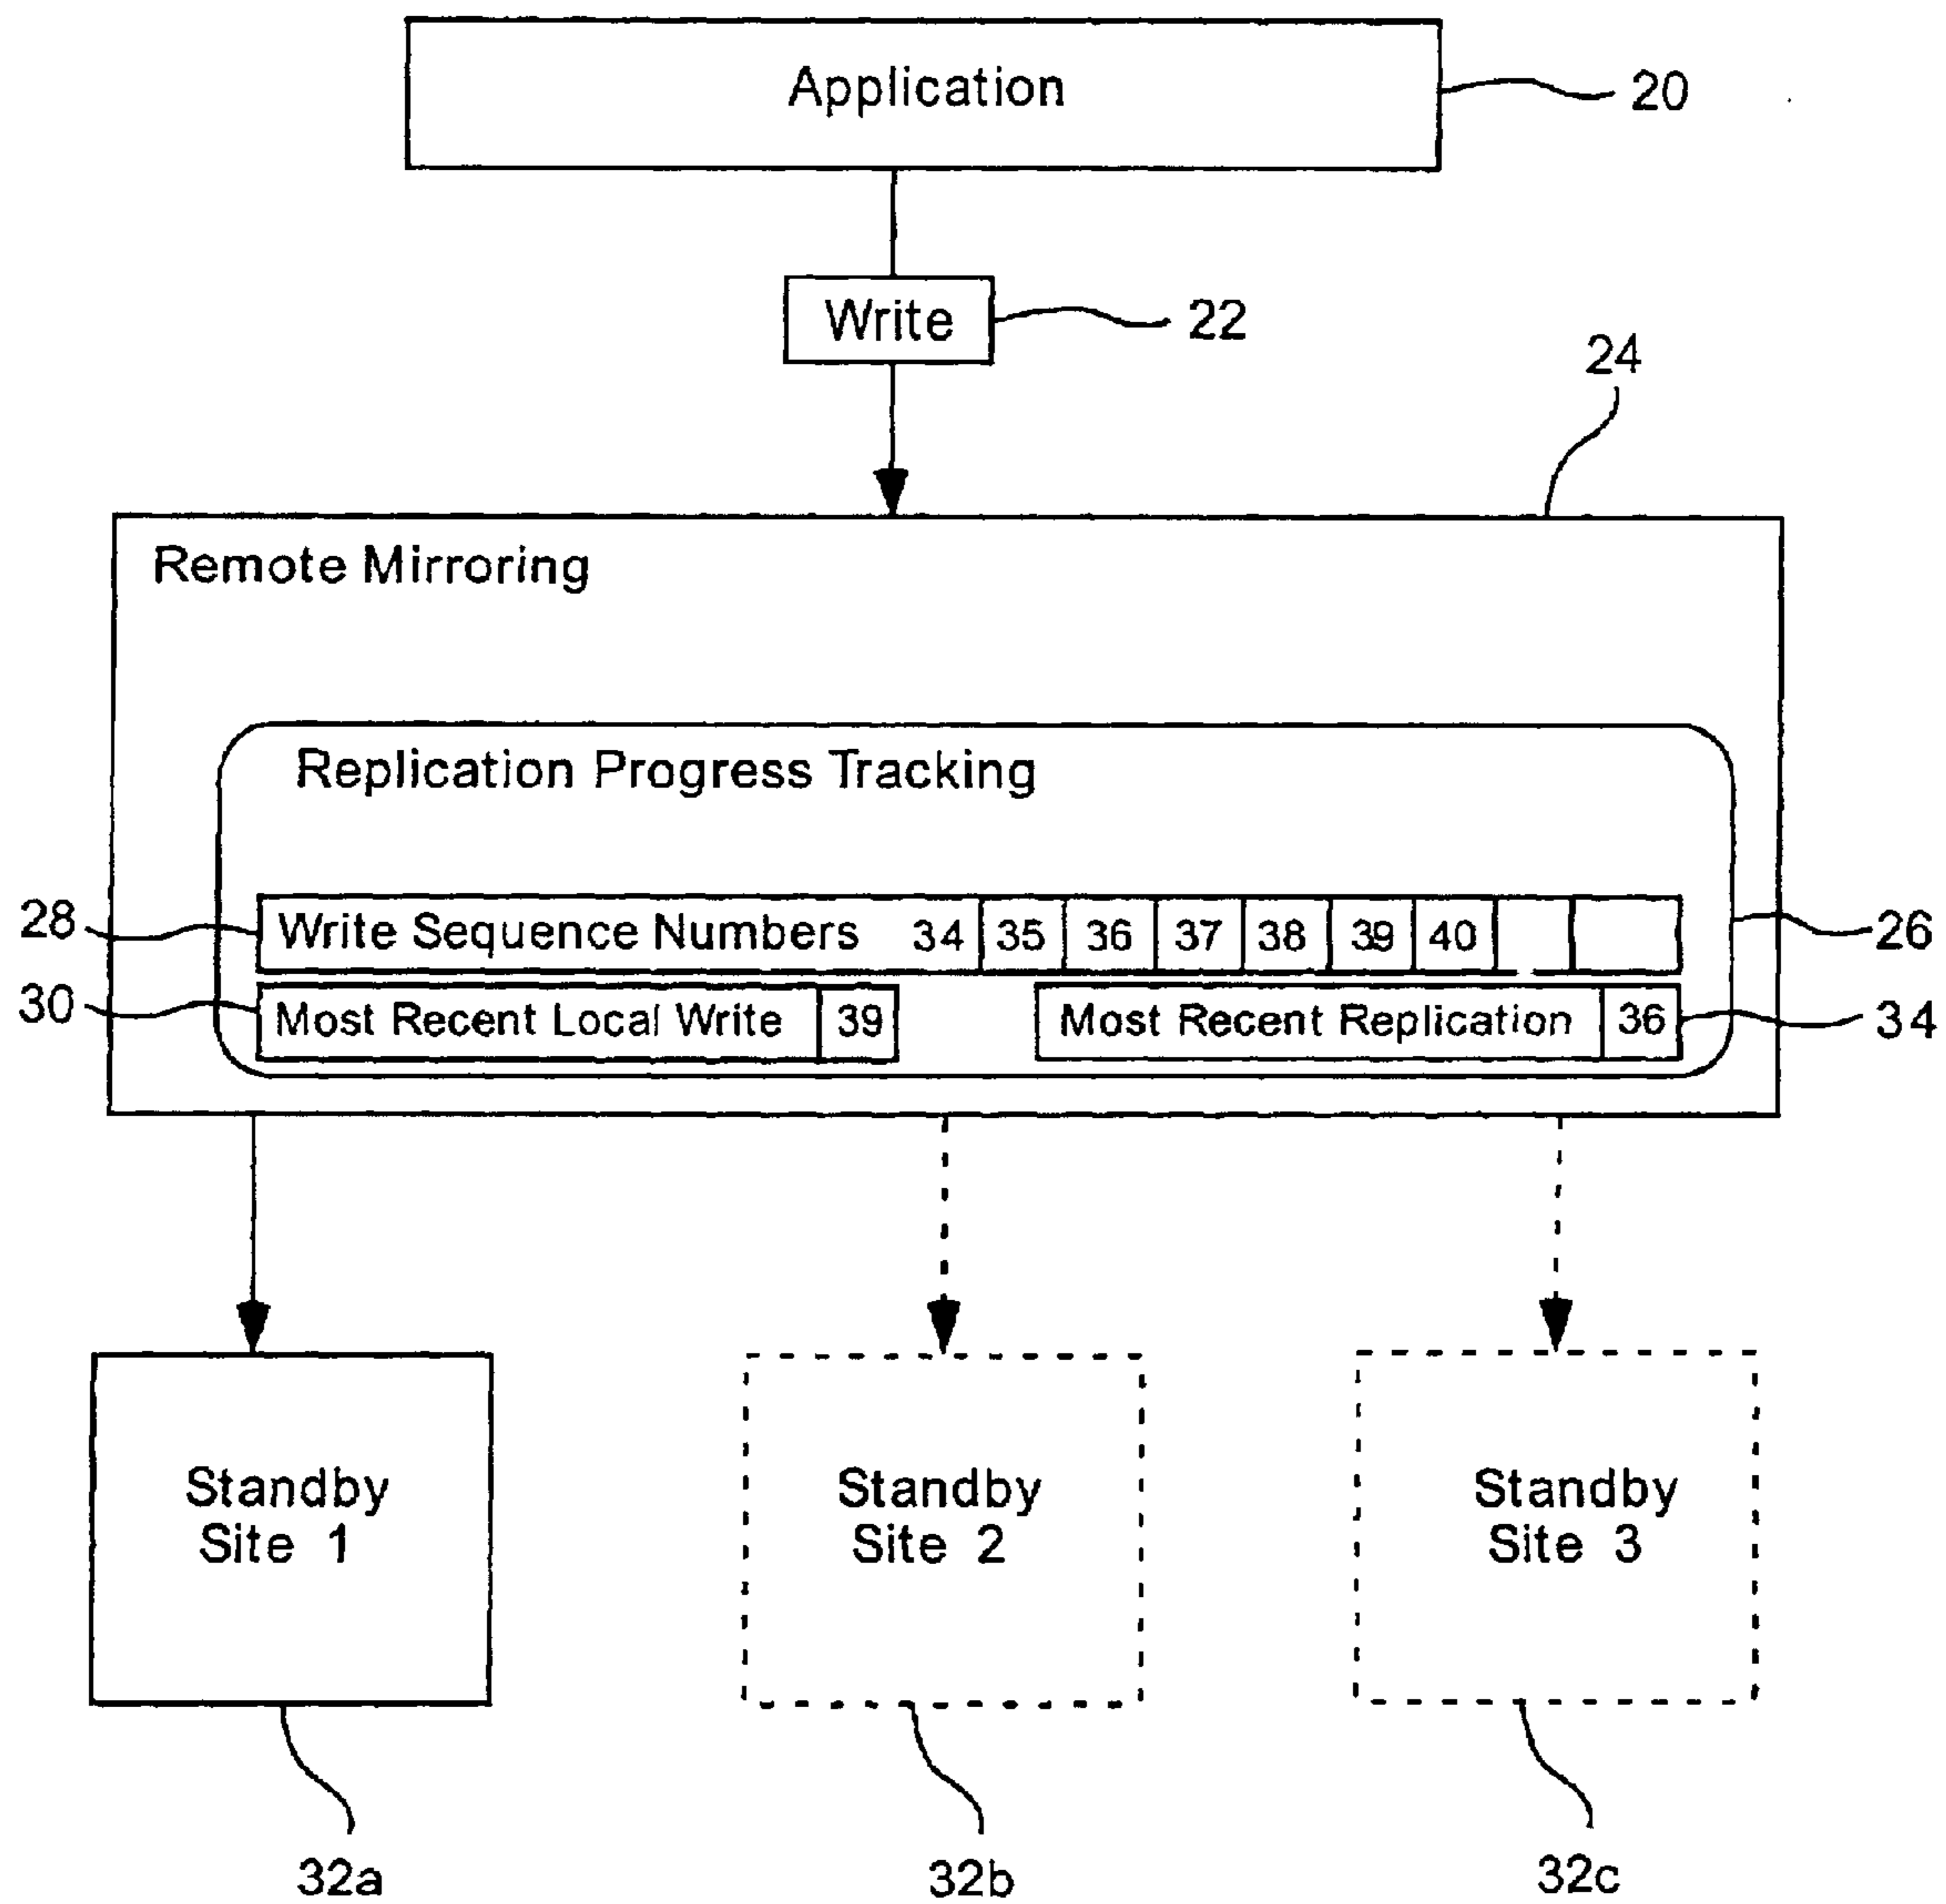 Application
20
Write
22
24
Remote Mirroring
Replication Progress Tracking
28
Write Sequence Numbers 34 35 36 37 38 39 40
26
30
Most Recent Local Write 39
Most Recent Replication 36
34
Standby
Site 1
Standby
Site 2
Standby
Site 3
32a
32b
32c